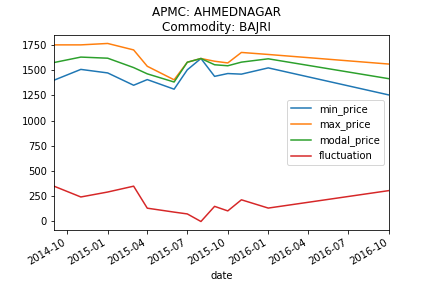 APMC: AHMEDNAGAR
Commodity: BAJRI
1750
1500
1250
1000
750
500
250
0
min_price
max_price
modal_price
fluctuation
2014-10
2015-01
2015-04
2015-07
2015-10
2016-01
2016-04
2016-07
2016-10
date